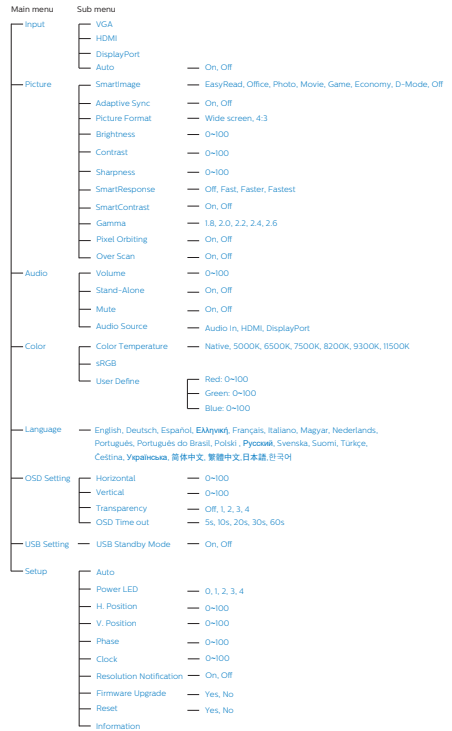 Main menu Sub menu
Input VGA
HDMI
DisplayPort
Auto On, Off
Picture SmartImage EasyRead, Office, Photo, Movie, Game, Economy, D-Mode, Off
Adaptive Sync On, Off
Picture Format Wide screen, 4:3
Brightness 0~100
Contrast 0~100
Sharpness 0~100
SmartResponse Off, Fast, Faster, Fastest
SmartContrast On, Off
Gamma 1.8, 2.0, 2.2, 2.4, 2.6
Pixel Orbiting On, Off
Over Scan On, Off
Audio Volume 0~100
Stand-Alone On, Off
Mute On, Off
Audio Source Audio In, HDMI, DisplayPort
Color Color Temperature Native, 5000K, 6500K, 7500K, 8200K, 9300K, 11500K
sRGB
User Define Red: 0~100
Green: 0~100
Blue: 0~100
Language English, Deutsch, Español, Ελληνική, Français, Italiano, Magyar, Nederlands,
Português, Português do Brasil, Polski , Русский, Svenska, Suomi, Türkçe,
Čeština, Українська, 简体中文, 繁體中文,日本語,한국어
OSD Setting Horizontal 0~100
Vertical 0~100
Transparency Off, 1, 2, 3, 4
OSD Time out 5s, 10s, 20s, 30s, 60s
USB Setting USB Standby Mode On, Off
Setup Auto
Power LED 0, 1, 2, 3, 4
H. Position 0~100
V. Position 0~100
Phase 0~100
Clock 0~100
Resolution Notification On, Off
Firmware Upgrade Yes, No
Reset Yes, No
Information